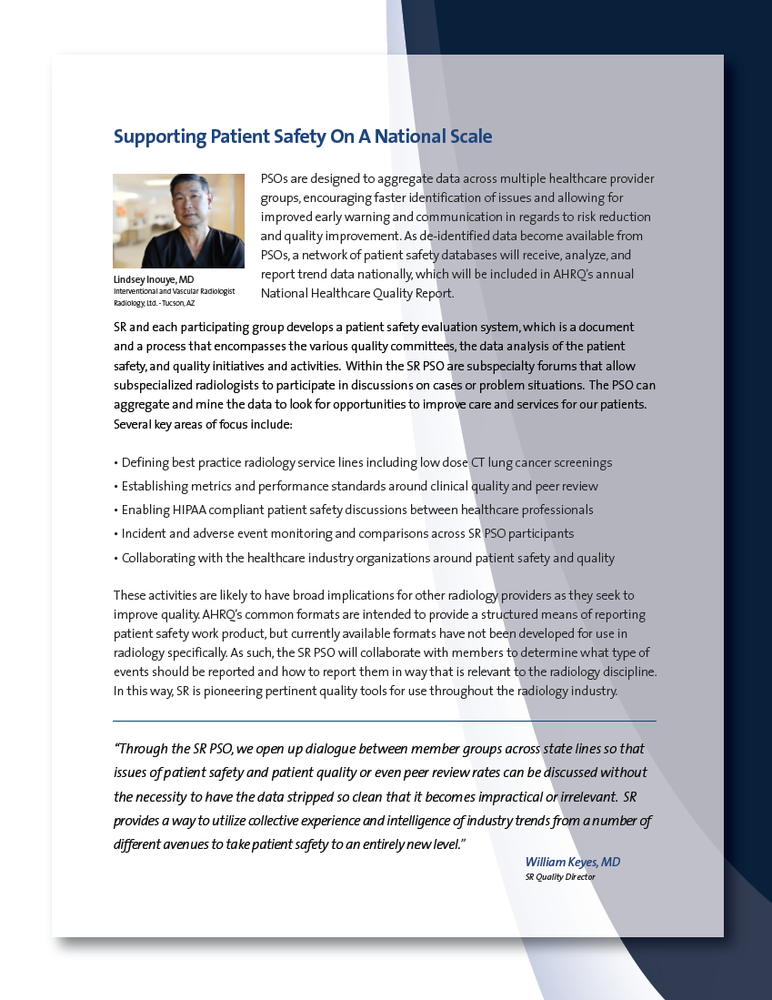 Supporting Patient Safety On A National Scale
PSOs are designed to aggregate data across multiple healthcare provider
groups, encouraging faster identification of issues and allowing for
improved early warning and communication in regards to risk reduction
and quality improvement. As de-identified data become available from
PSOs, a network of patient safety databases will receive, analyze, and
report trend data nationally, which will be included in AHRQ's annual
National Healthcare Quality Report.
Lindsey Inouye, MD
Interventional and Vascular Radiologist
Radiology, Ltd. - Tucson, AZ
SR and each participating group develops a patient safety evaluation system, which is a document
and a process that encompasses the various quality committees, the data analysis of the patient
safety, and quality initiatives and activities. Within the SR PSO are subspecialty forums that allow
subspecialized radiologists to participate in discussions on cases or problem situations. The PSO can
aggregate and mine the data to look for opportunities to improve care and services for our patients.
Several key areas of focus include:
• Defining best practice radiology service lines including low dose CT lung cancer screenings
• Establishing metrics and performance standards around clinical quality and peer review
• Enabling HIPAA compliant patient safety discussions between healthcare professionals
• Incident and adverse event monitoring and comparisons across SR PSO participants
• Collaborating with the healthcare industry organizations around patient safety and quality
These activities are likely to have broad implications for other radiology providers as they seek to
improve quality. AHRQ's common formats are intended to provide a structured means of reporting
patient safety work product, but currently available formats have not been developed for use in
radiology specifically. As such, the SR PSO will collaborate with members to determine what type of
events should be reported and how to report them in way that is relevant to the radiology discipline.
In this way, SR is pioneering pertinent quality tools for use throughout the radiology industry.
"Through the SR PSO, we open up dialogue between member groups across state lines so that
issues of patient safety and patient quality or even peer review rates can be discussed without
the necessity to have the data stripped so clean that it becomes impractical or irrelevant. SR
provides a way to utilize collective experience and intelligence of industry trends from a number of
different avenues to take patient safety to an entirely new level."
William Keyes, MD
SR Quality Director